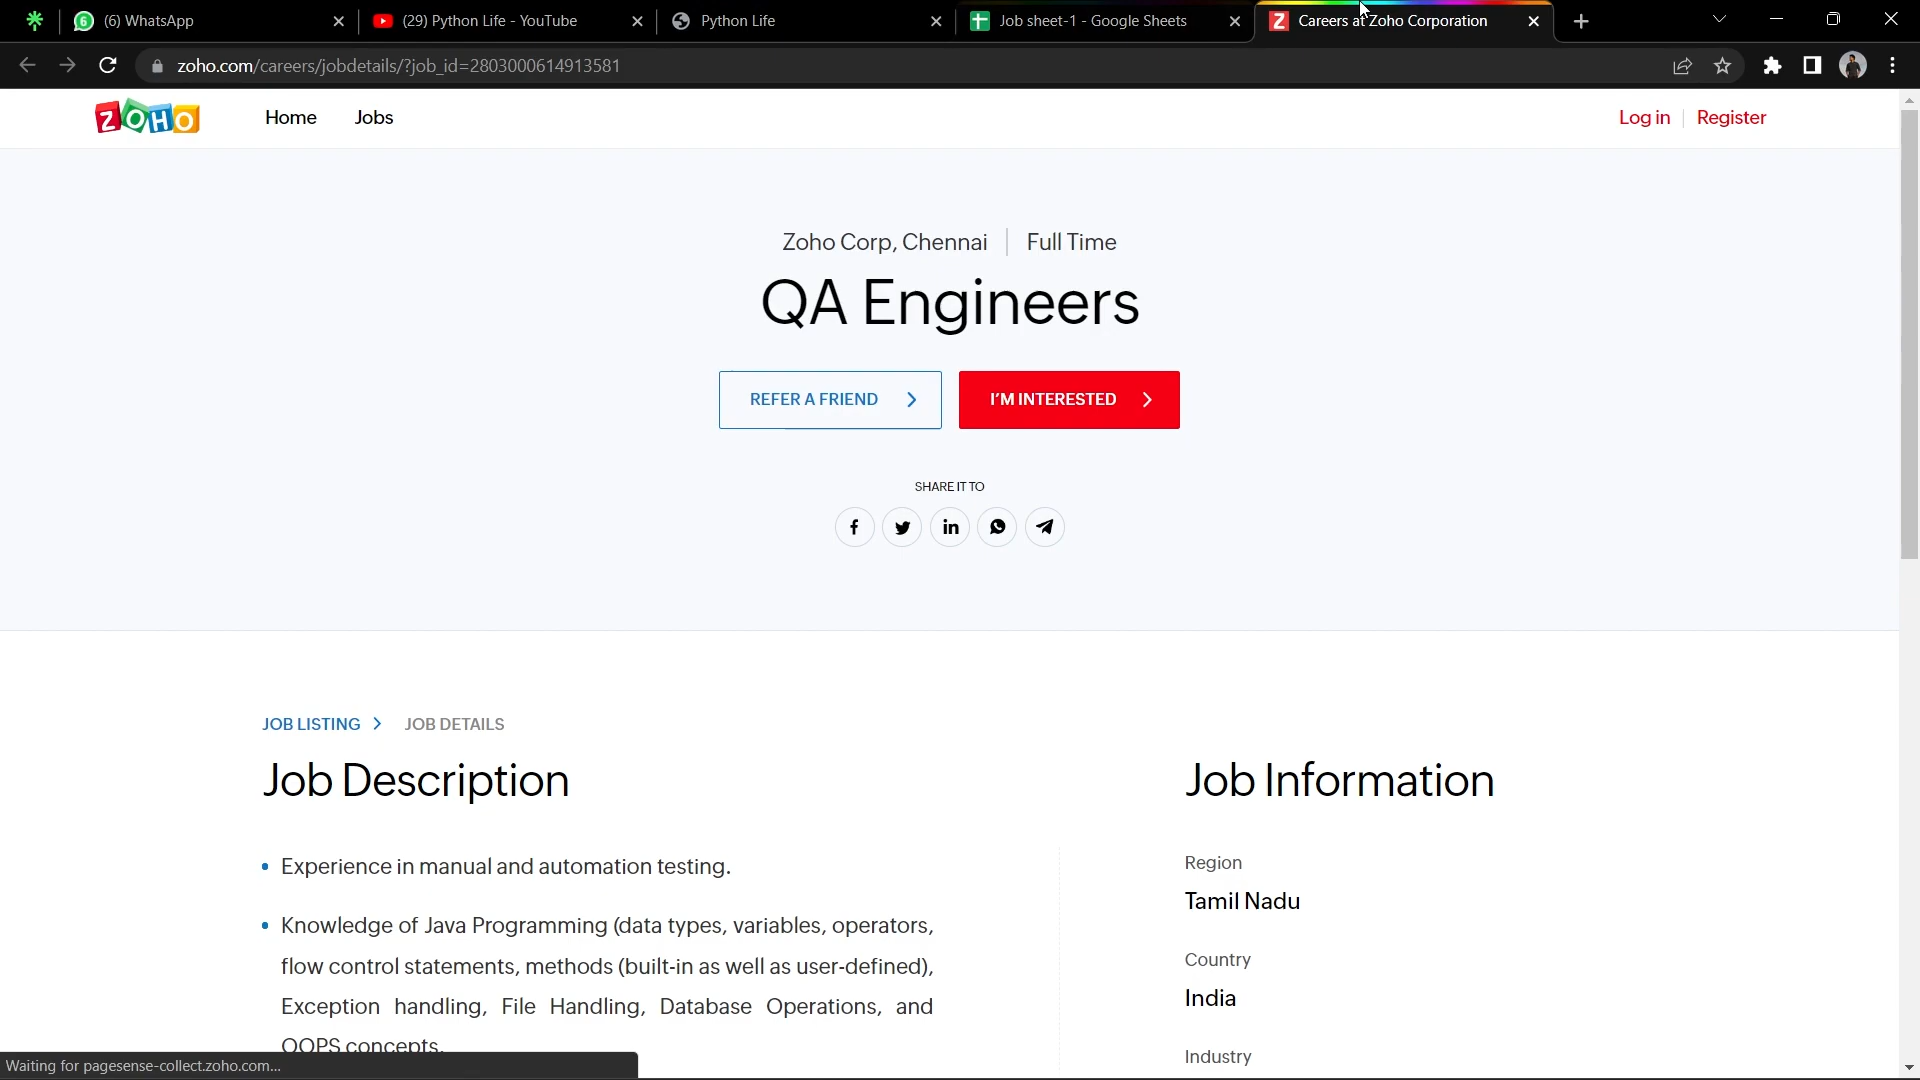 (6) WhatsApp
(29) Python Life - YouTube
Python Life
Job sheet-1 - Google Sheets
Careers at Zoho Corporation
zoho.com/careers/jobdetails/?job_id=2803000614913581
ZOHO
Home
Jobs
Log in
Register
Zoho Corp, Chennai
Full Time
QA Engineers
REFER A FRIEND
I'M INTERESTED
SHARE IT TO
JOB LISTING
JOB DETAILS
Job Description
Job Information
Experience in manual and automation testing.
Knowledge of Java Programming (data types, variables, operators,
flow control statements, methods (built-in as well as user-defined),
Exception handling, File Handling, Database Operations, and
OOPS concepts.
Region
Tamil Nadu
Country
India
Industry
Waiting for pagesense-collect.zoho.com...